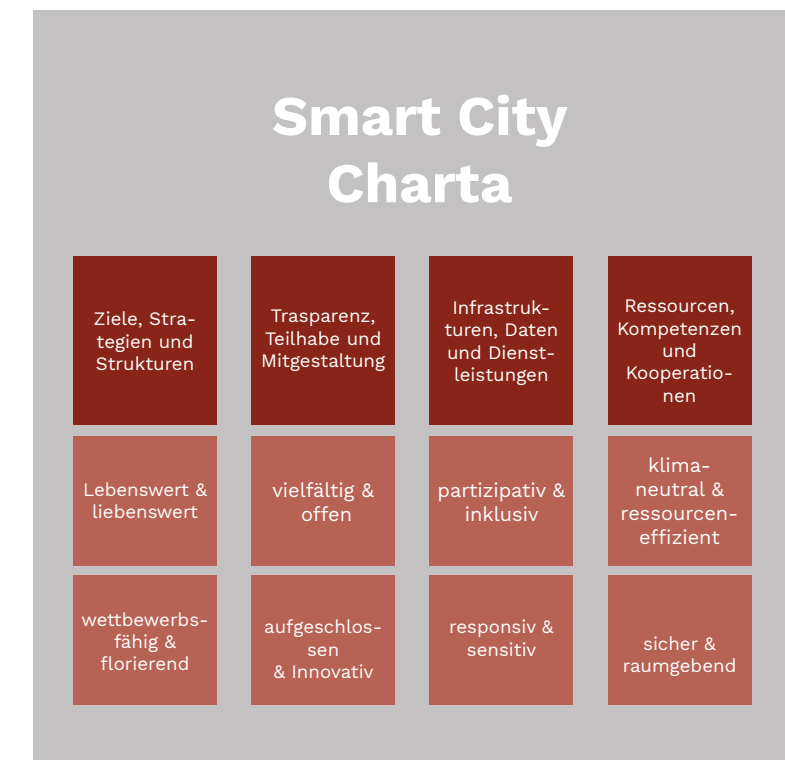 Smart City
Charta
Ziele, Stra-
tegien und
Strukturen
Trasparenz,
Teilhabe und
Mitgestaltung
Infrastruk-
turen, Daten
und Dienst-
leistungen
Ressourcen,
Kompetenzen
und
Kooperatio-
nen
Lebenswert &
liebenswert
vielfältig &
offen
partizipativ &
inklusiv
klima-
neutral &
ressourcen-
effizient
wettbewerbs-
fähig &
florierend
aufgeschlos-
sen
& Innovativ
responsiv &
sensitiv
sicher &
raumgebend